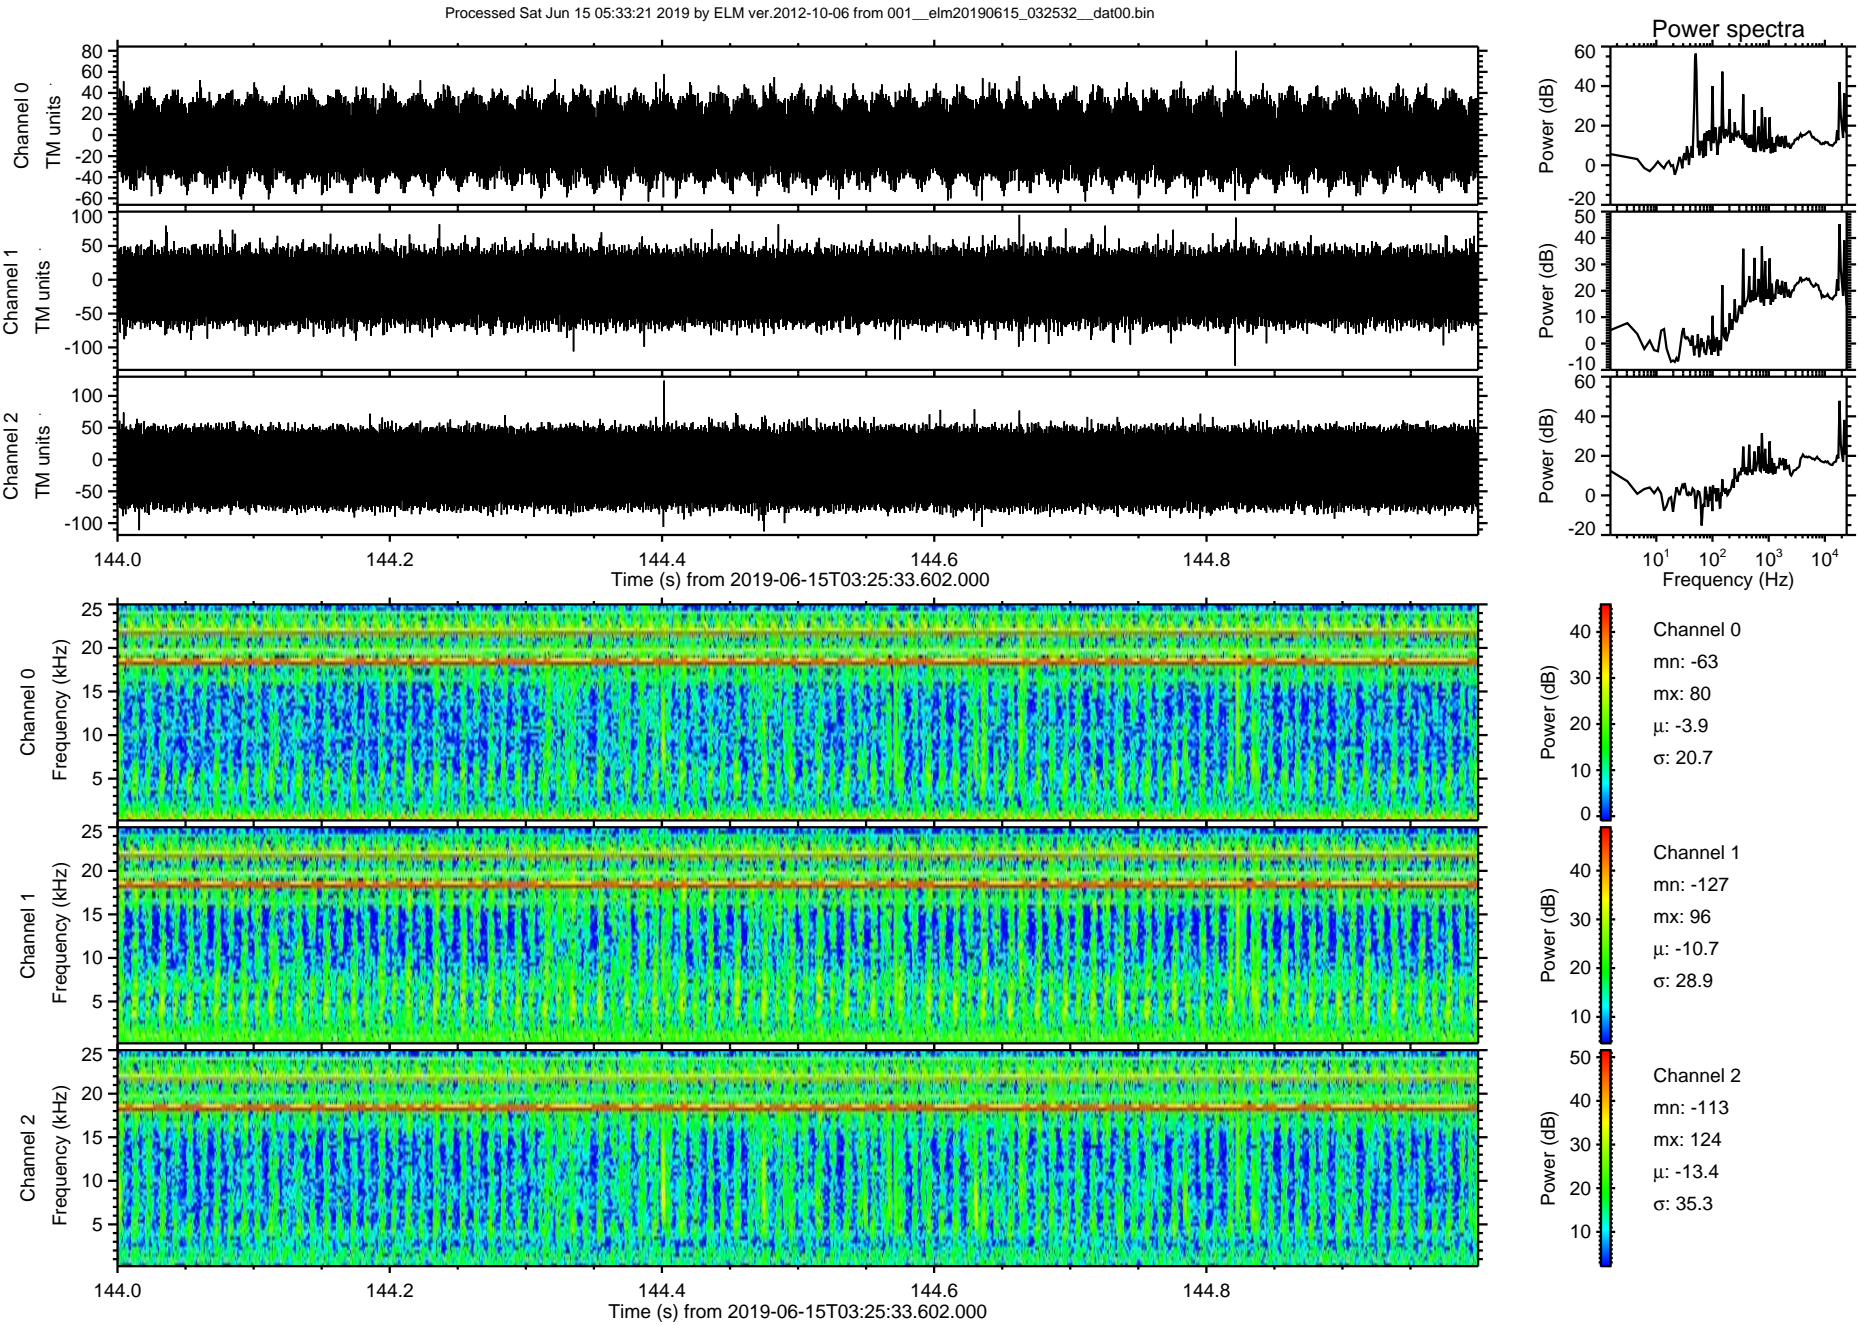 Processed Sat Jun 15 05:33:21 2019 by ELM ver.2012-10-06 from 001__elm20190615_032532__dat00.bin
Power spectra
Channel 0
TM units
80
60
40
20
0
-20
-40
-60
Power (dB)
60
40
20
0
-20
Channel 1
TM units
100
50
0
-50
-100
Power (dB)
50
40
30
20
10
0
-10
Channel 2
TM units
100
50
0
-50
-100
Power (dB)
60
40
20
0
-20
144.0 144.2 144.4 144.6 144.8
Time (s) from 2019-06-15T03:25:33.602.000
10¹ 10² 10³ 10⁴
Frequency (Hz)
Channel 0
Frequency (kHz)
25
20
15
10
5
Power (dB)
40
30
20
10
0
Channel 0
mn: -63
mx: 80
μ: -3.9
σ: 20.7
Channel 1
Frequency (kHz)
25
20
15
10
5
Power (dB)
40
30
20
10
Channel 1
mn: -127
mx: 96
μ: -10.7
σ: 28.9
Channel 2
Frequency (kHz)
25
20
15
10
5
Power (dB)
50
40
30
20
10
Channel 2
mn: -113
mx: 124
μ: -13.4
σ: 35.3
144.0 144.2 144.4 144.6 144.8
Time (s) from 2019-06-15T03:25:33.602.000